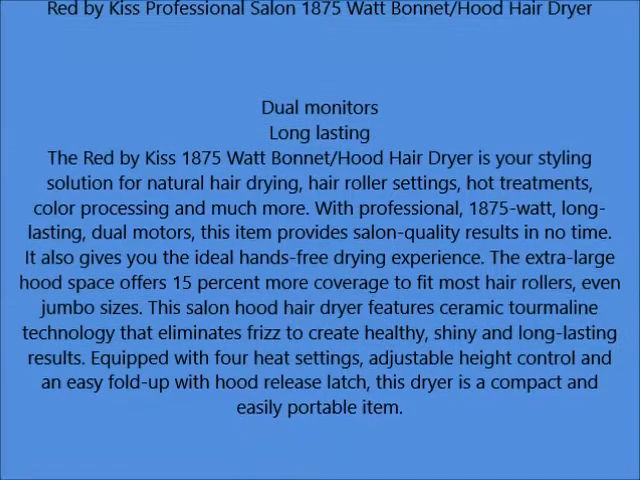 Red by Kiss Professional Salon 1875 Watt Bonnet/Hood Hair Dryer
Dual monitors
Long lasting
The Red by Kiss 1875 Watt Bonnet/Hood Hair Dryer is your styling
solution for natural hair drying, hair roller settings, hot treatments,
color processing and much more. With professional, 1875-watt, long-
lasting, dual motors, this item provides salon-quality results in no time.
It also gives you the ideal hands-free drying experience. The extra-large
hood space offers 15 percent more coverage to fit most hair rollers, even
jumbo sizes. This salon hood hair dryer features ceramic tourmaline
technology that eliminates frizz to create healthy, shiny and long-lasting
results. Equipped with four heat settings, adjustable height control and
an easy fold-up with hood release latch, this dryer is a compact and
easily portable item.